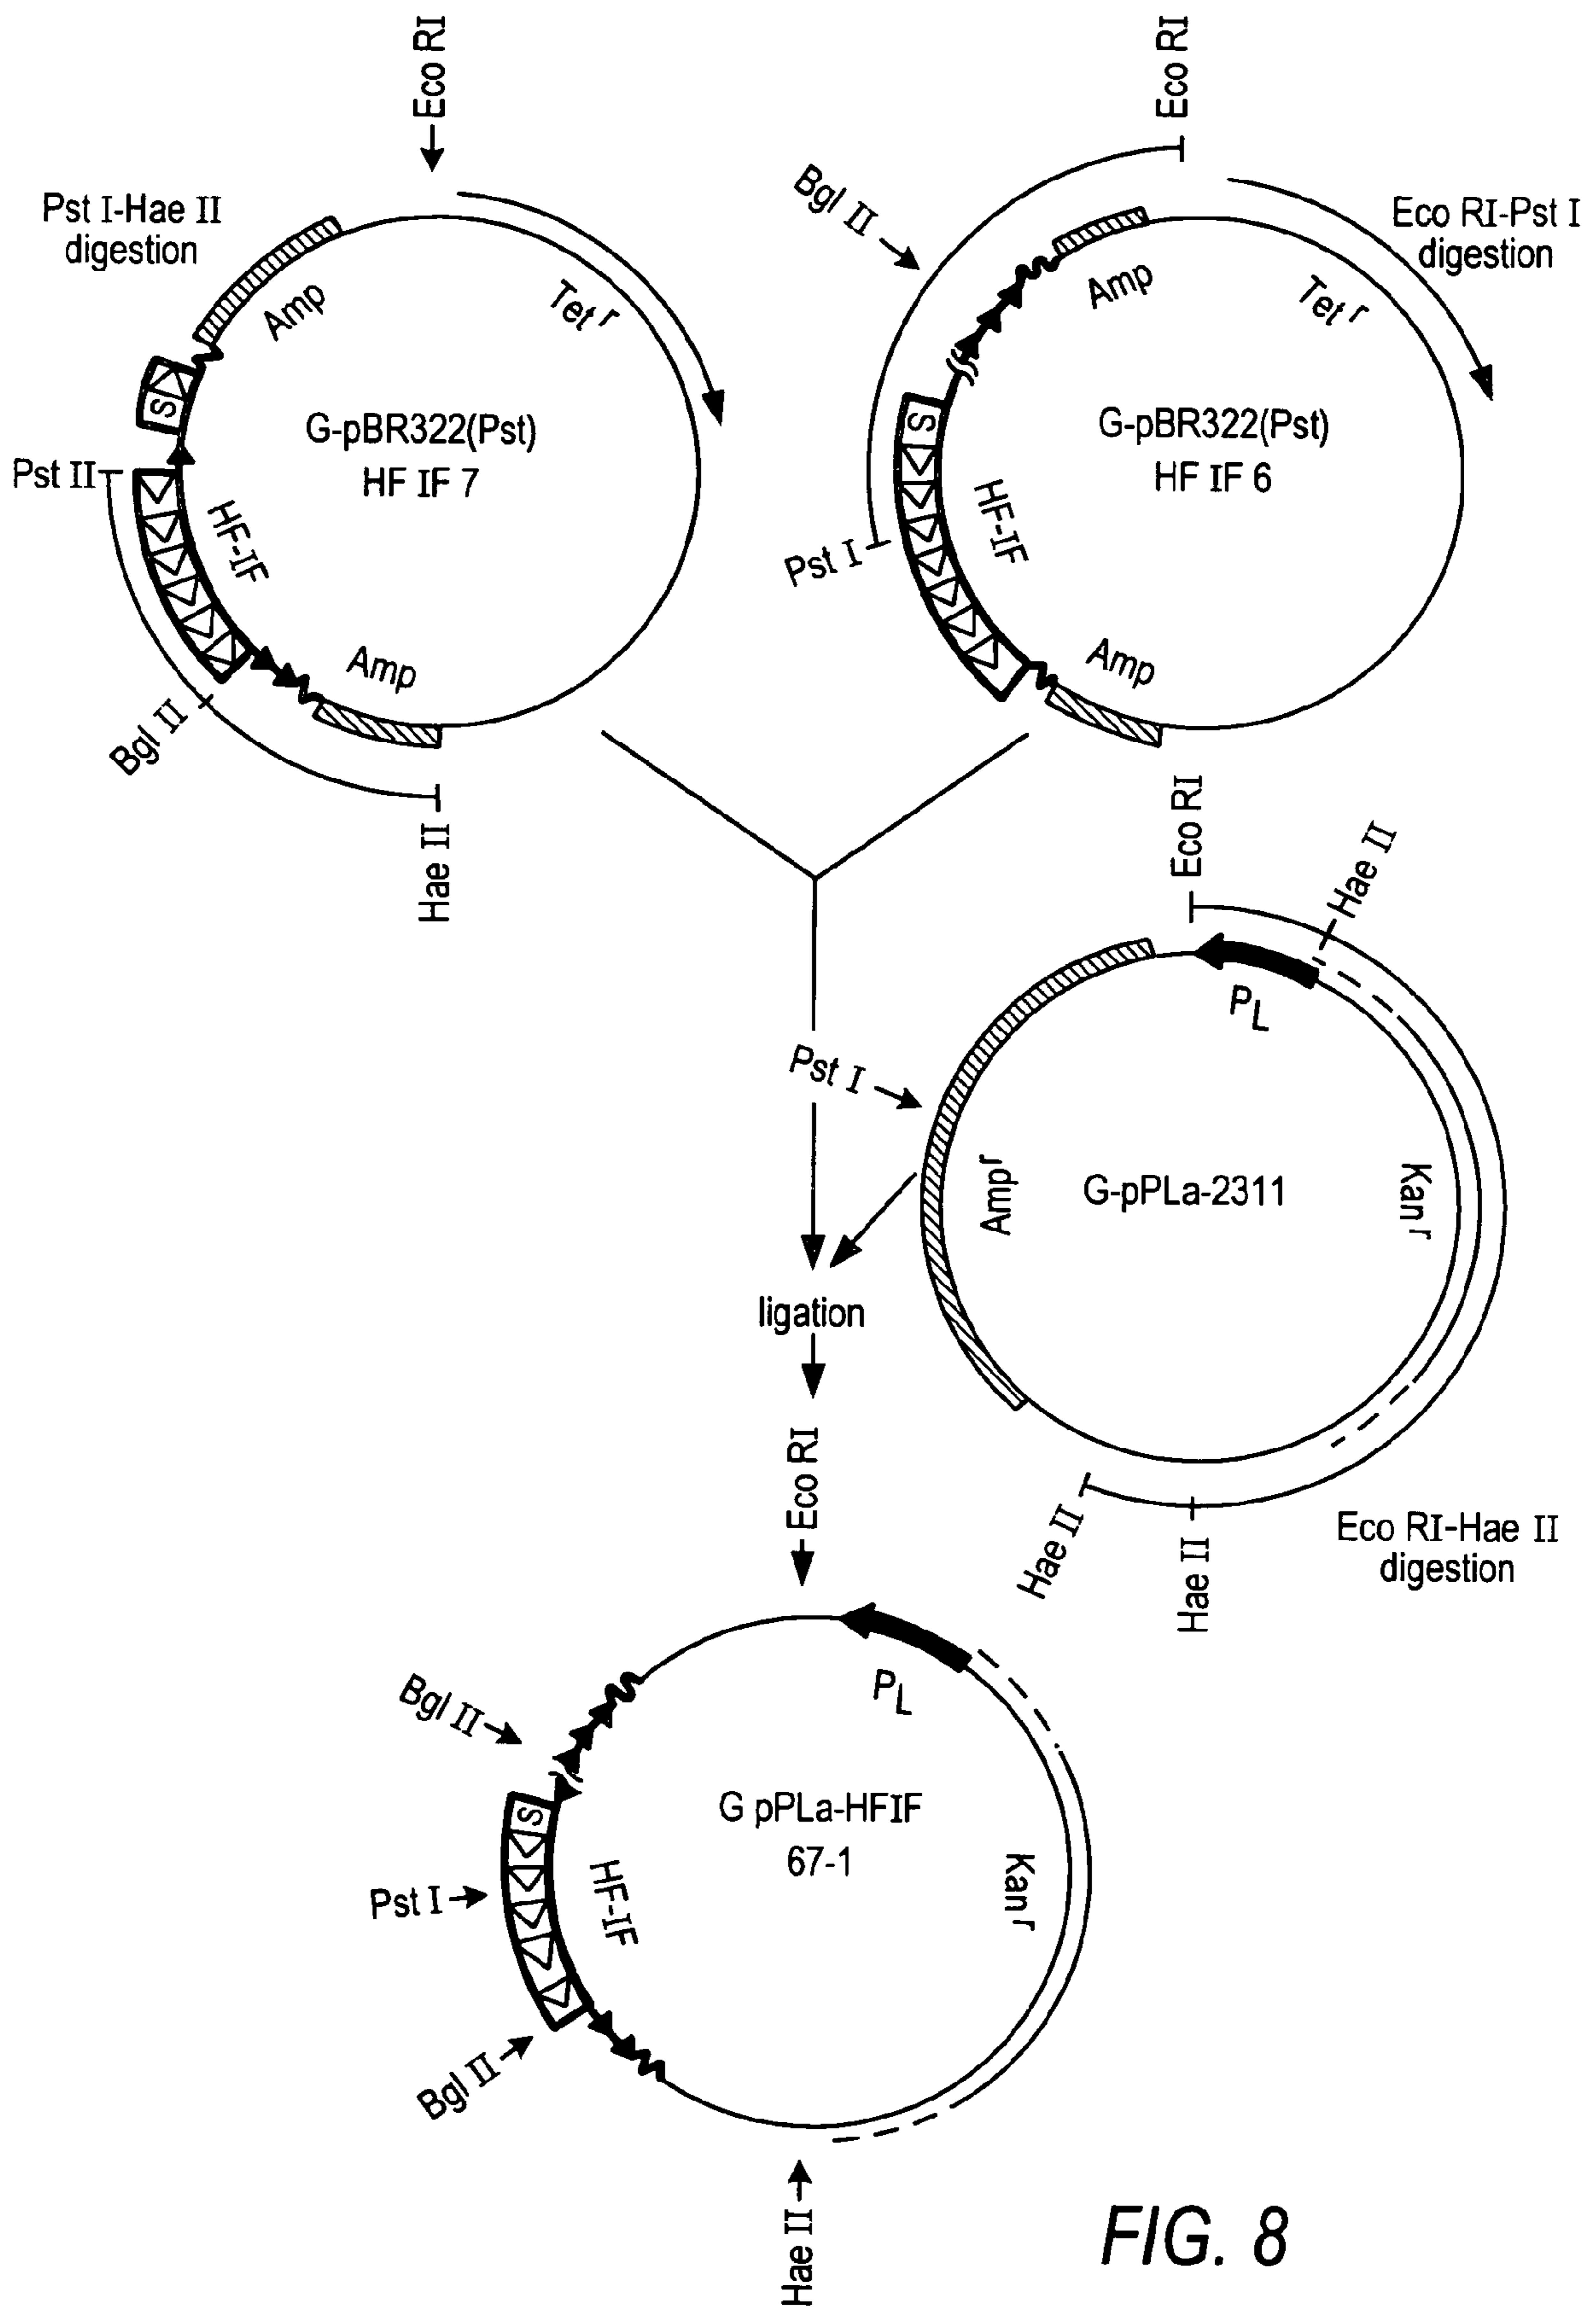 Eco RI
Pst I-Hae II
digestion
Amp
Tet r
S
Pst II
G-pBR322(Pst)
HF IF 7
HF-IF
Amp
Bgl II
Hae II
Eco RI
Bgl II
Eco RI-Pst I
digestion
Amp
Tet r
S
G-pBR322(Pst)
HF IF 6
HF-IF
Pst I
Amp
Eco RI
Hae II
PL
Pst I
Ampr
G-pPLa-2311
Kan r
ligation
Hae II
Hae II
Eco RI-Hae II
digestion
Eco RI
PL
Bgl II
S
G pPLa-HFIF
67-1
Pst I
HF-IF
Kan r
Bgl II
Hae II
FIG. 8